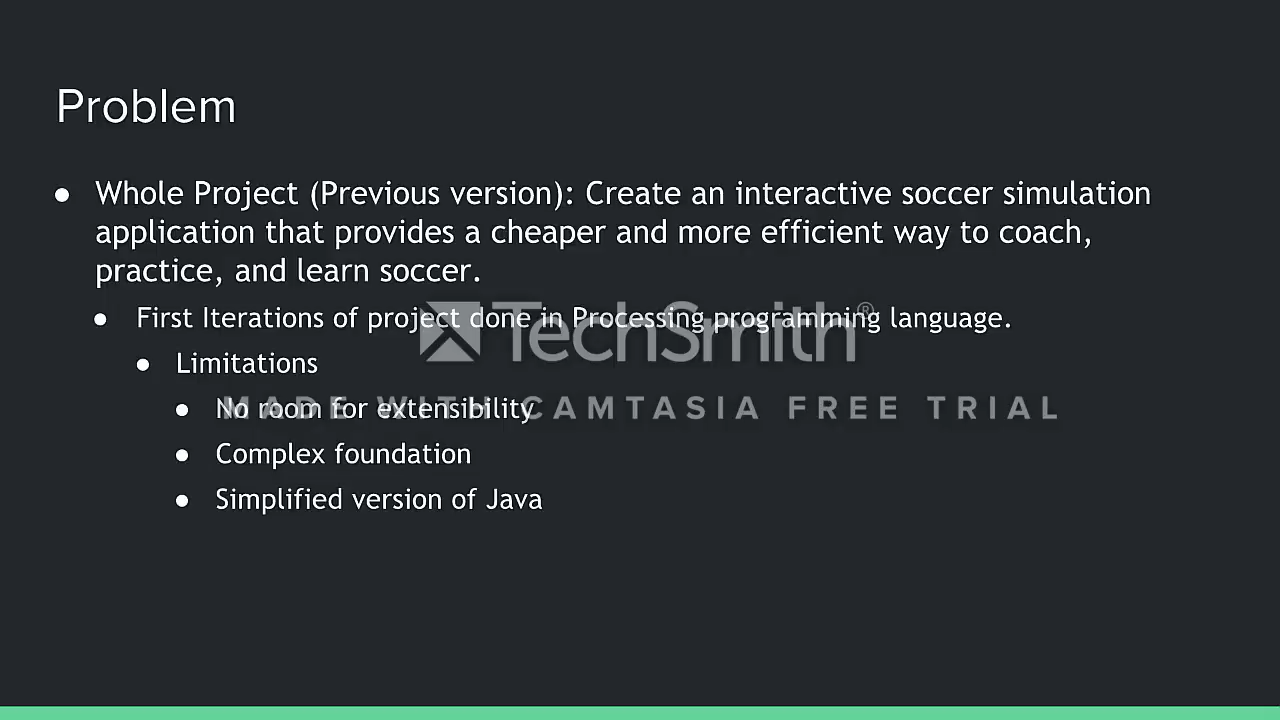 Problem
● Whole Project (Previous version): Create an interactive soccer simulation
application that provides a cheaper and more efficient way to coach,
practice, and learn soccer.
● First Iterations of project done in Processing programming language.
TechSmith®
● Limitations
● No room for extensibility
MADE WITH CAMTASIA FREE TRIAL
● Complex foundation
● Simplified version of Java